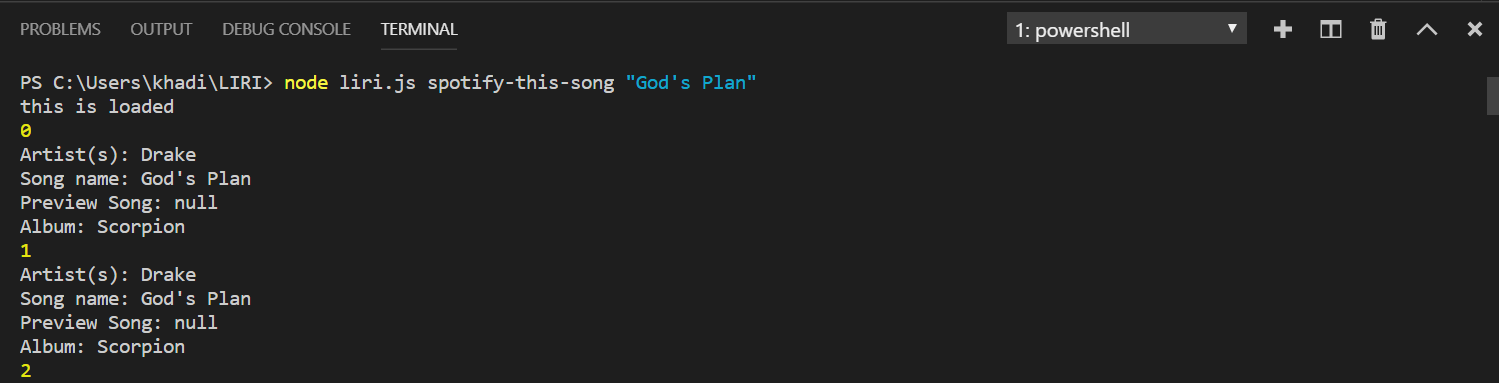 PROBLEMS OUTPUT DEBUG CONSOLE TERMINAL 1: powershell
PS C:\Users\khadi\LIRI> node liri.js spotify-this-song "God's Plan"
this is loaded
0
Artist(s): Drake
Song name: God's Plan
Preview Song: null
Album: Scorpion
1
Artist(s): Drake
Song name: God's Plan
Preview Song: null
Album: Scorpion
2